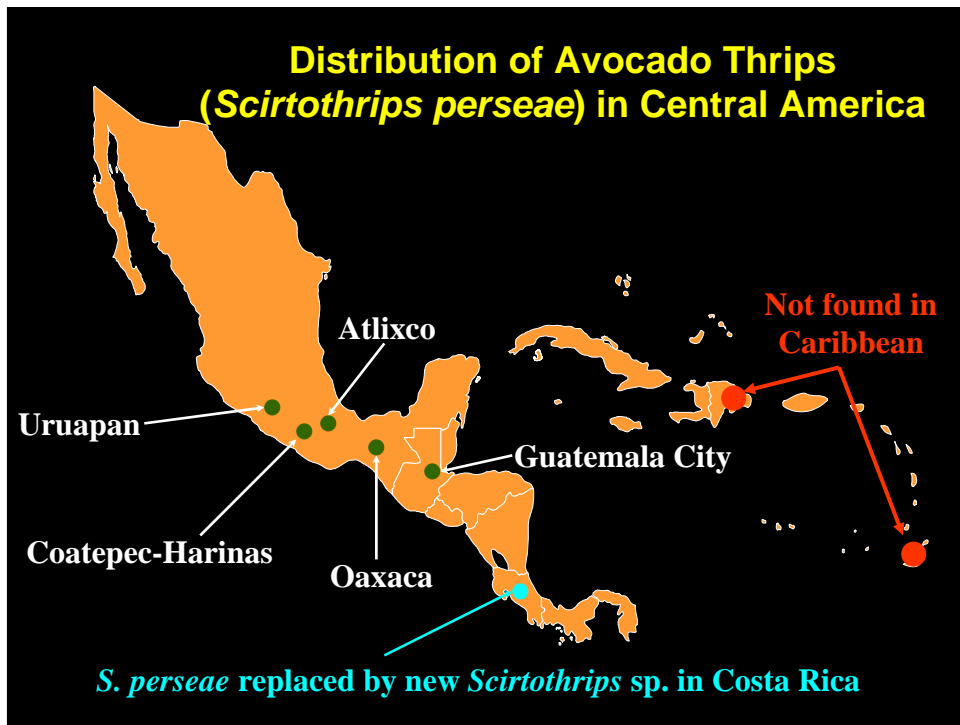 Distribution of Avocado Thrips
(Scirtothrips perseae) in Central America
Not found in
Caribbean
Atlixco
Uruapan
Guatemala City
Coatepec-Harinas
Oaxaca
S. perseae replaced by new Scirtothrips sp. in Costa Rica